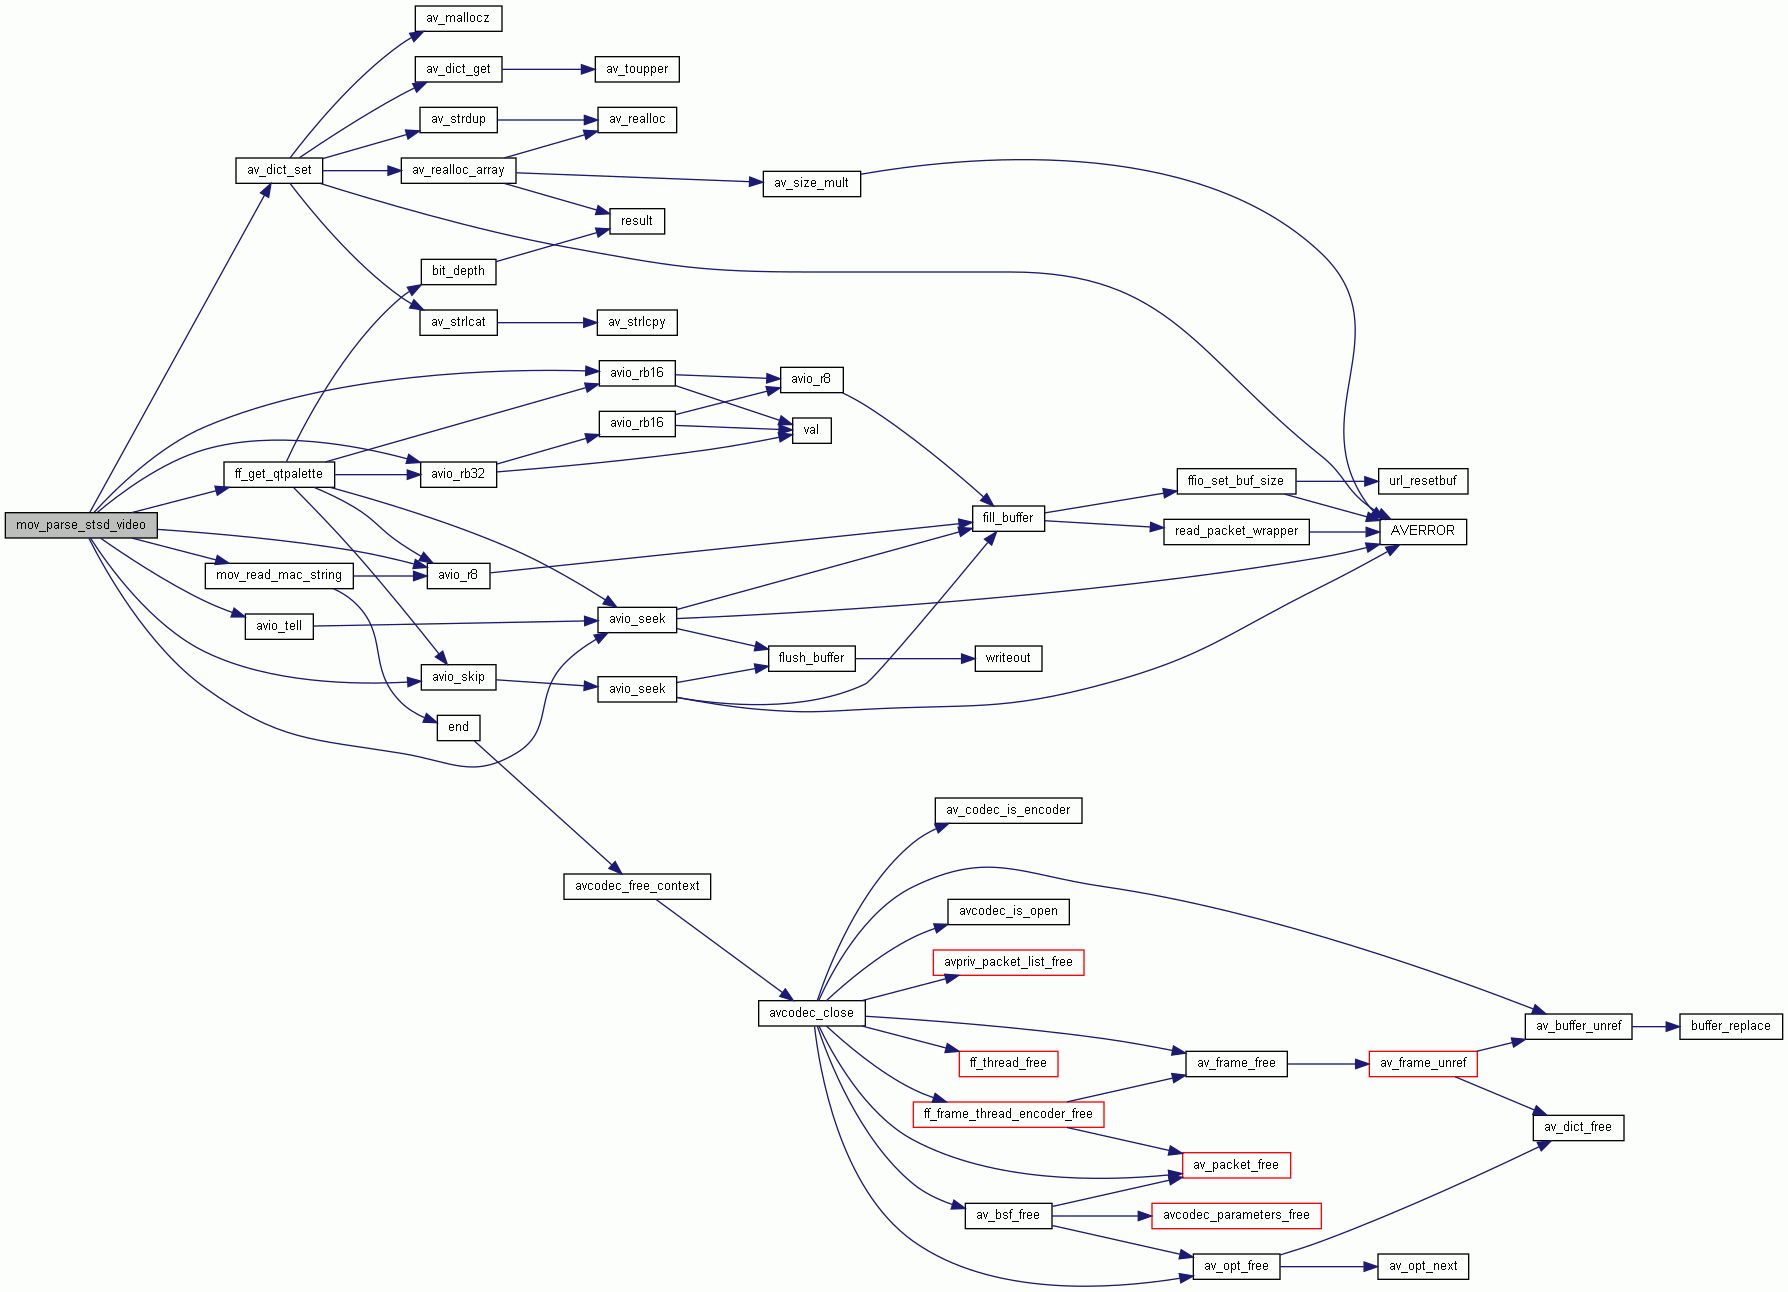 av_mallocz
av_dict_get
av_toupper
av_strdup
av_realloc
av_dict_set
av_realloc_array
av_size_mult
result
bit_depth
av_strlcat
av_strlcpy
avio_rb16
avio_r8
avio_rb16
val
ff_get_qtpalette
avio_rb32
ffio_set_buf_size
url_resetbuf
mov_parse_stsd_video
fill_buffer
read_packet_wrapper
AVERROR
mov_read_mac_string
avio_r8
avio_tell
avio_seek
flush_buffer
writeout
avio_skip
avio_seek
end
av_codec_is_encoder
avcodec_free_context
avcodec_is_open
avpriv_packet_list_free
avcodec_close
av_buffer_unref
buffer_replace
ff_thread_free
av_frame_free
av_frame_unref
ff_frame_thread_encoder_free
av_dict_free
av_packet_free
av_bsf_free
avcodec_parameters_free
av_opt_free
av_opt_next